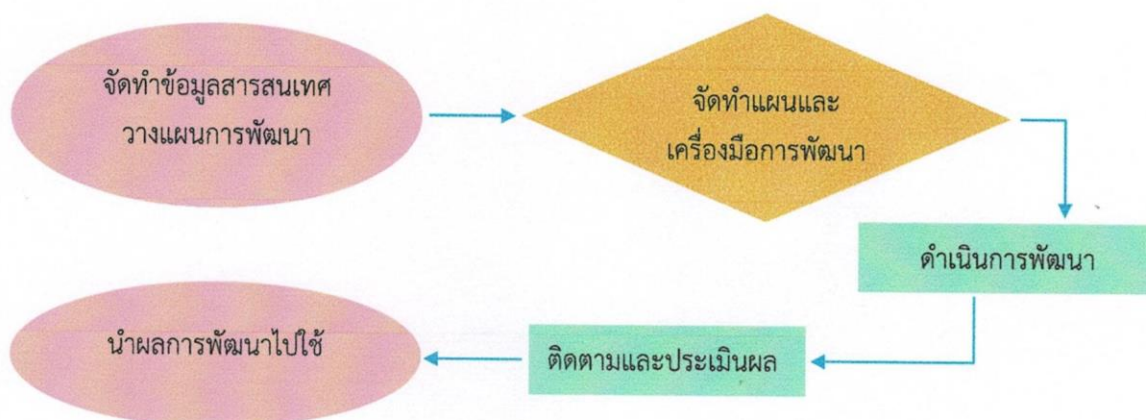 จัดทำข้อมูลสารสนเทศ
วางแผนการพัฒนา
จัดทำแผนและ
เครื่องมือการพัฒนา
ดำเนินการพัฒนา
ติดตามและประเมินผล
นำผลการพัฒนาไปใช้